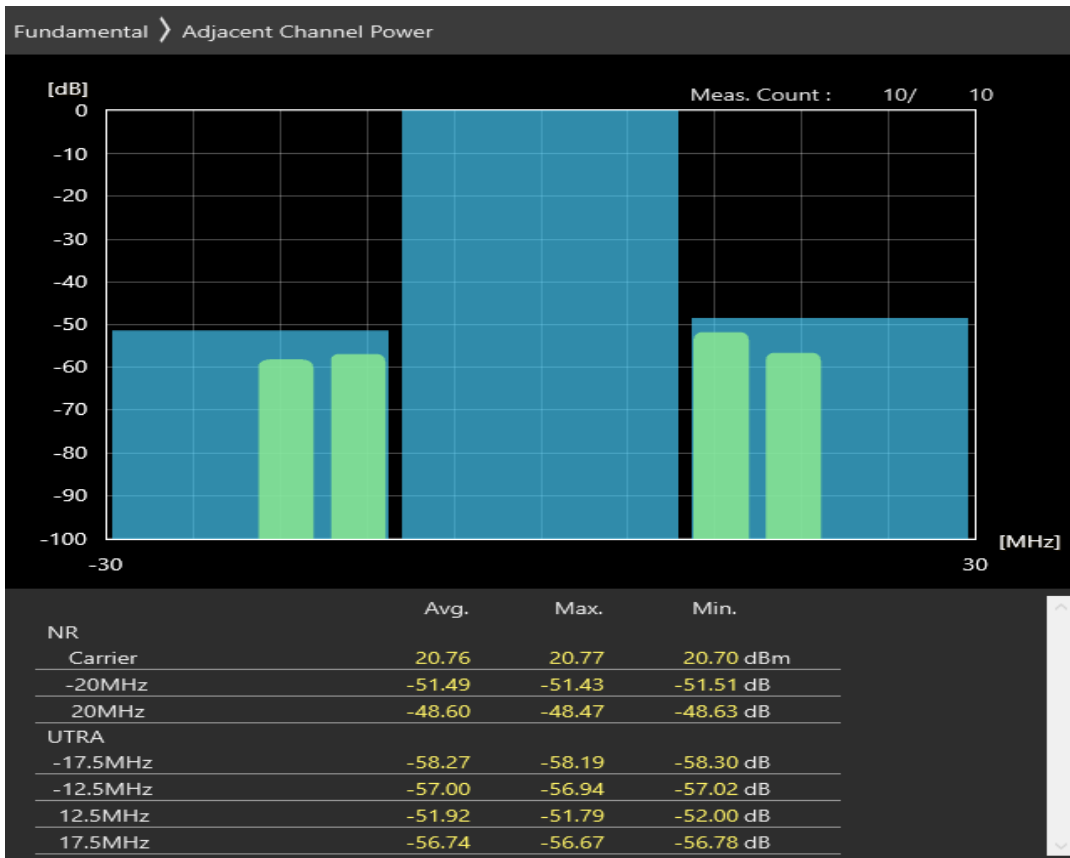 Fundamental ❯ Adjacent Channel Power
[dB]
Meas. Count : 10/ 10
0
-10
-20
-30
-40
-50
-60
-70
-80
-90
-100
[MHz]
-30 30
Avg. Max. Min.
NR
Carrier 20.76 20.77 20.70 dBm
-20MHz -51.49 -51.43 -51.51 dB
20MHz -48.60 -48.47 -48.63 dB
UTRA
-17.5MHz -58.27 -58.19 -58.30 dB
-12.5MHz -57.00 -56.94 -57.02 dB
12.5MHz -51.92 -51.79 -52.00 dB
17.5MHz -56.74 -56.67 -56.78 dB